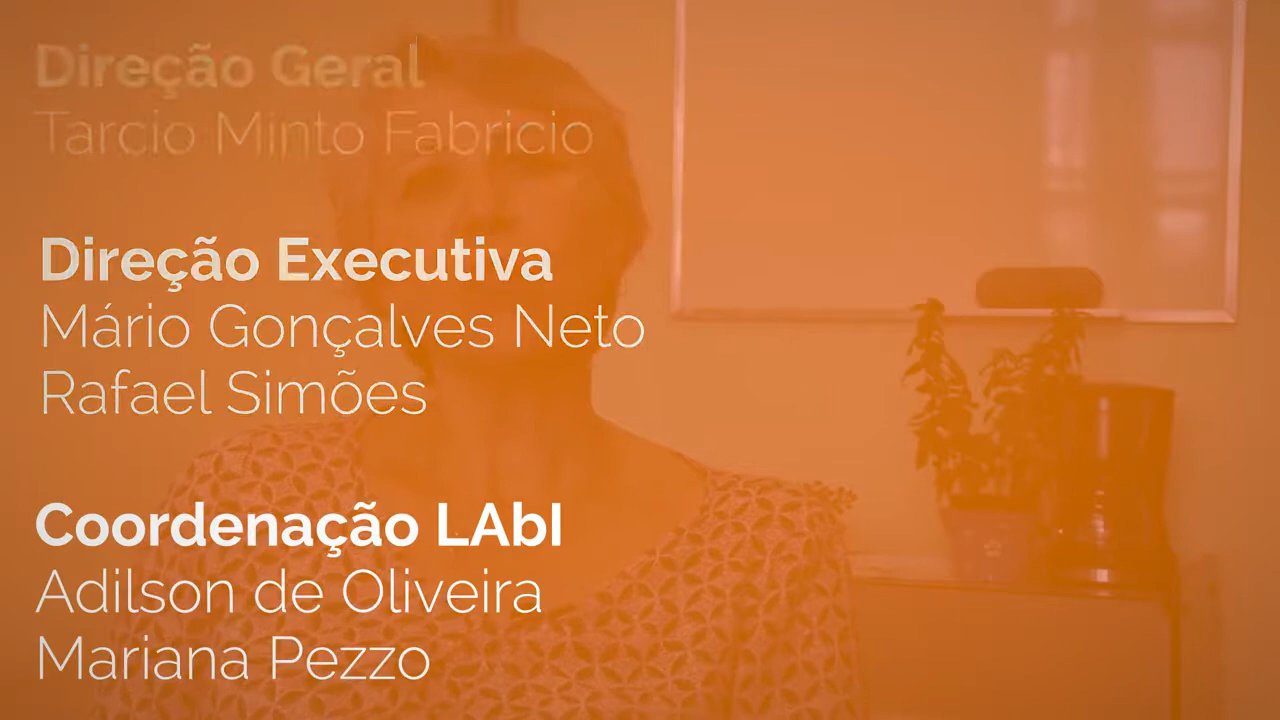 Direção Geral
Tarcio Minto Fabricio
Direção Executiva
Mário Gonçalves Neto
Rafael Simões
Coordenação LAbI
Adilson de Oliveira
Mariana Pezzo